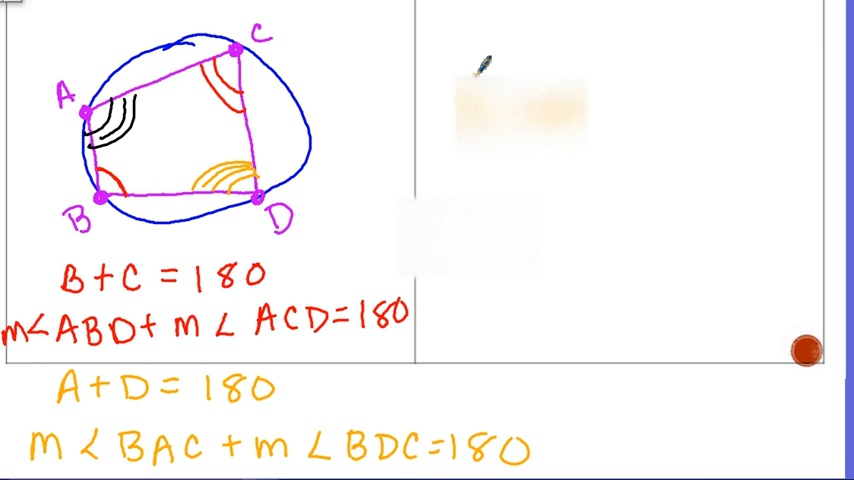 C
A
B
D
B+C=180
m<ABD+m<ACD=180
A+D=180
m<BAC+m<BDC=180